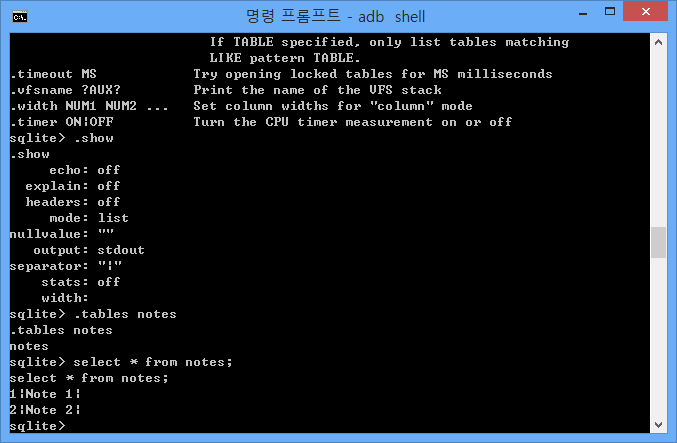 명령 프롬프트 - adb shell
If TABLE specified, only list tables matching
LIKE pattern TABLE.
.timeout MS Try opening locked tables for MS milliseconds
.vfsname ?AUX? Print the name of the VFS stack
.width NUM1 NUM2 ... Set column widths for "column" mode
.timer ON|OFF Turn the CPU timer measurement on or off
sqlite> .show
.show
echo: off
explain: off
headers: off
mode: list
nullvalue: ""
output: stdout
separator: "|"
stats: off
width:
sqlite> .tables notes
.tables notes
notes
sqlite> select * from notes;
select * from notes;
1|Note 1|
2|Note 2|
sqlite>